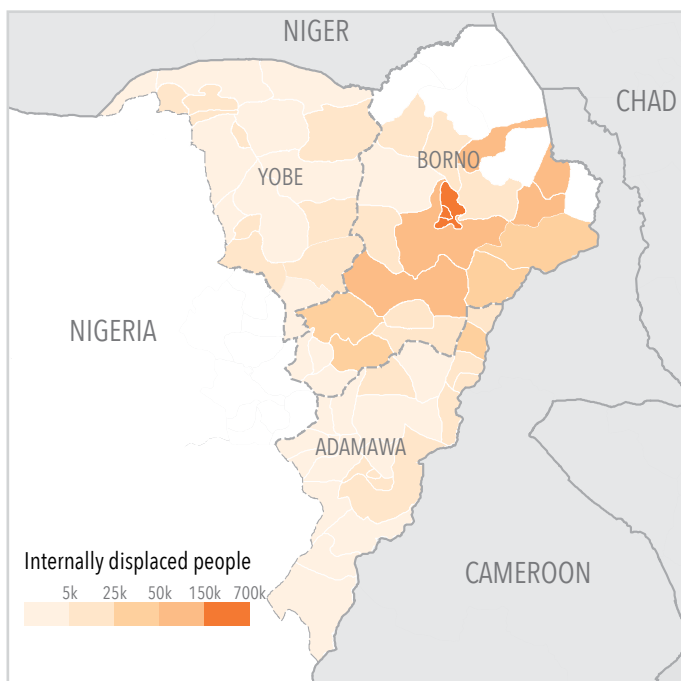 NIGER
CHAD
BORNO
YOBE
NIGERIA
ADAMAWA
Internally displaced people
5k 25k 50k 150k 700k
CAMEROON